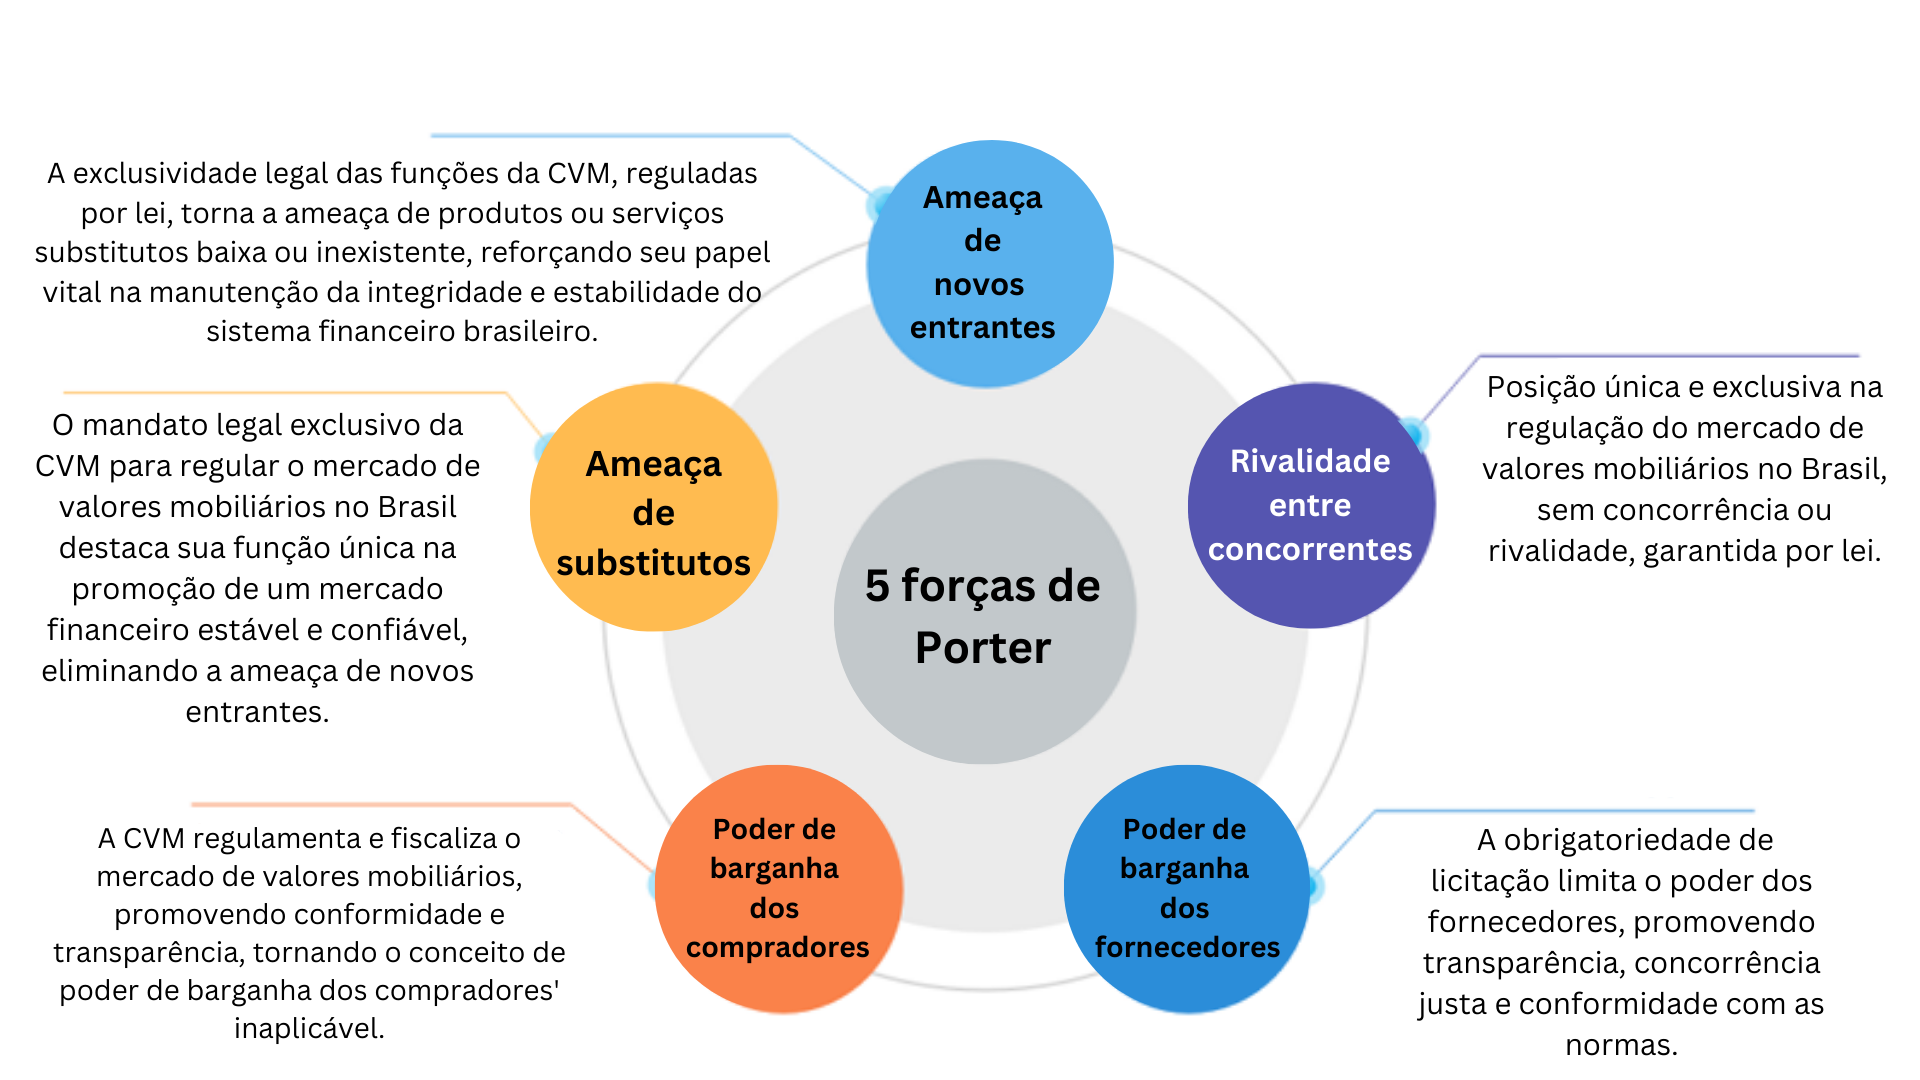 A exclusividade legal das funções da CVM, reguladas
por lei, torna a ameaça de produtos ou serviços
substitutos baixa ou inexistente, reforçando seu papel
vital na manutenção da integridade e estabilidade do
sistema financeiro brasileiro.
Ameaça
de
novos
entrantes
O mandato legal exclusivo da
CVM para regular o mercado de
valores mobiliários no Brasil
destaca sua função única na
promoção de um mercado
financeiro estável e confiável,
eliminando a ameaça de novos
entrantes.
Ameaça
de
substitutos
5 forças de
Porter
Rivalidade
entre
concorrentes
Posição única e exclusiva na
regulação do mercado de
valores mobiliários no Brasil,
sem concorrência ou
rivalidade, garantida por lei.
A CVM regulamenta e fiscaliza o
mercado de valores mobiliários,
promovendo conformidade e
transparência, tornando o conceito de
poder de barganha dos compradores'
inaplicável.
Poder de
barganha
dos
compradores
Poder de
barganha
dos
fornecedores
A obrigatoriedade de
licitação limita o poder dos
fornecedores, promovendo
transparência, concorrência
justa e conformidade com as
normas.